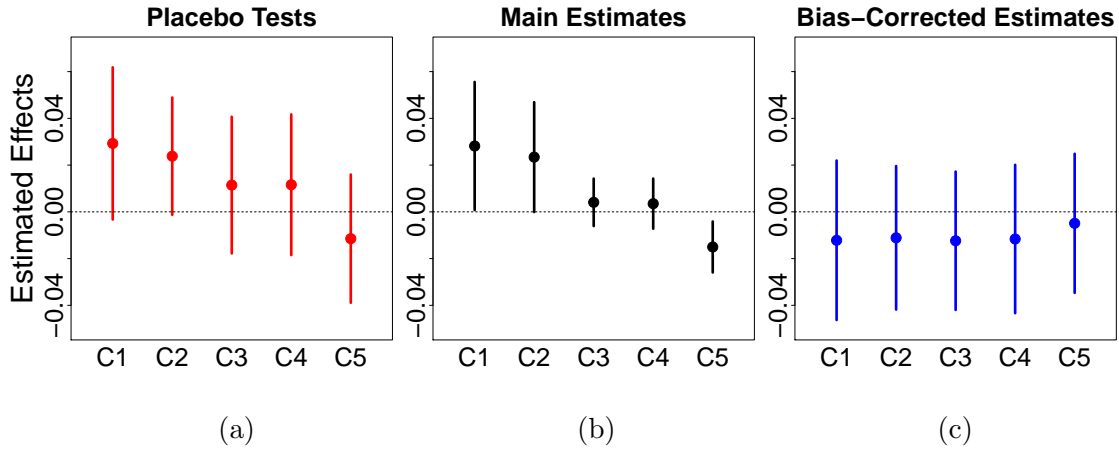 Placebo Tests
Main Estimates
Bias−Corrected Estimates
Estimated Effects
0.04
0.00
−0.04
C1 C2 C3 C4 C5
0.04
0.00
−0.04
C1 C2 C3 C4 C5
0.04
0.00
−0.04
C1 C2 C3 C4 C5
(a)
(b)
(c)